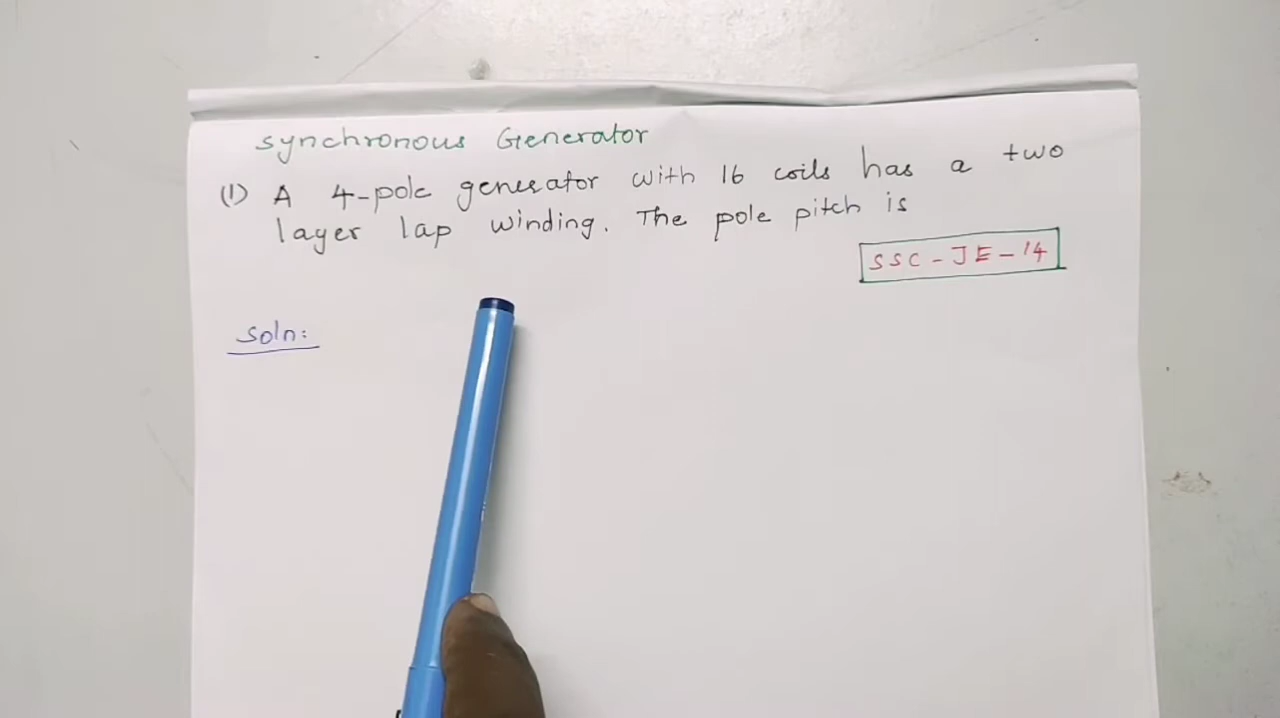 Synchronous Generator
(1) A 4-pole generator with 16 coils has a two
layer lap winding. The pole pitch is
SSC-JE-14
Soln: